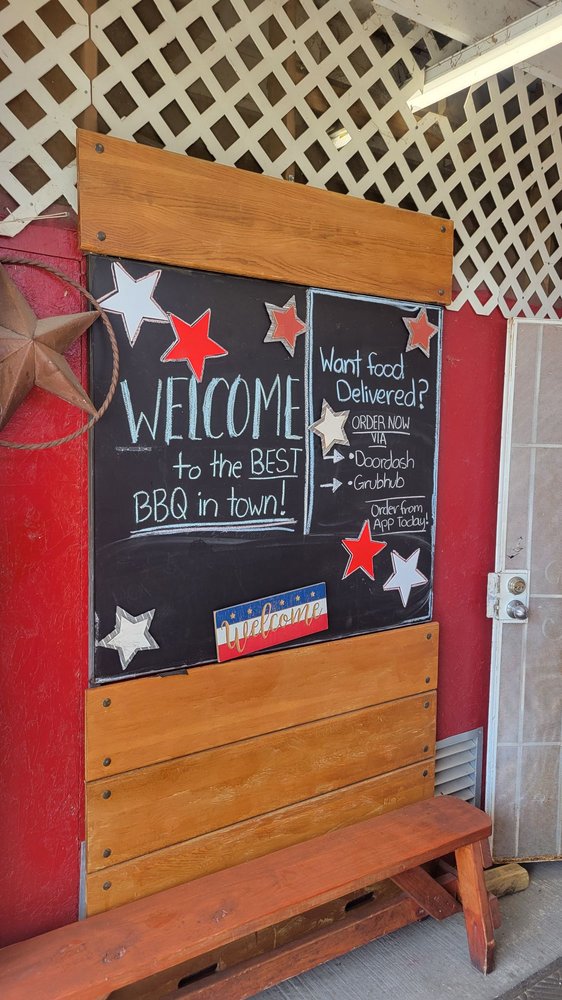 WELCOME
to the BEST
BBQ in town!
Want food
Delivered?
ORDER NOW
VIA
→ • Doordash
→ • Grubhub
Order from
App Today!
Welcome